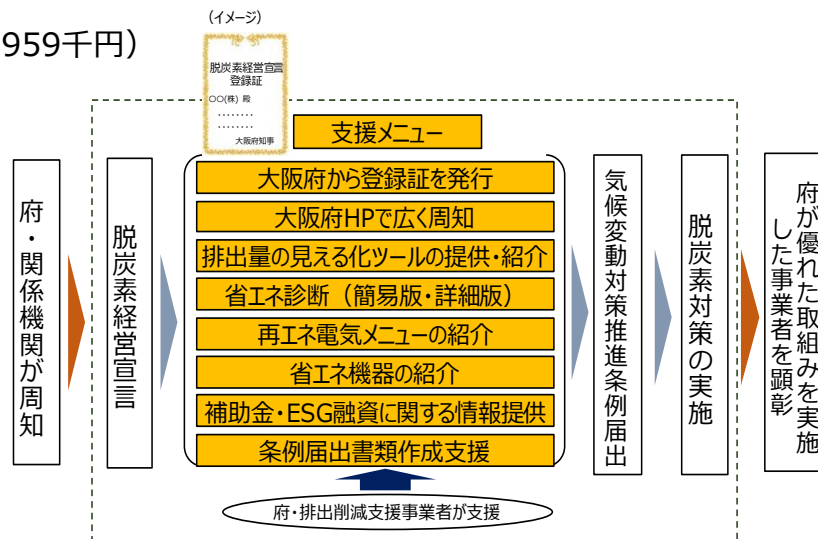 (イメージ)
959千円)
脱炭素経営宣言
登録証
〇〇(株) 殿
………
………
大阪府知事
支援メニュー
府・関係機関が周知
脱炭素経営宣言
大阪府から登録証を発行
大阪府HPで広く周知
排出量の見える化ツールの提供・紹介
省エネ診断（簡易版・詳細版）
再エネ電気メニューの紹介
省エネ機器の紹介
補助金・ESG融資に関する情報提供
条例届出書類作成支援
府・排出削減支援事業者が支援
気候変動対策推進条例届出
脱炭素対策の実施
府が優れた取組みを実施
した事業者を顕彰